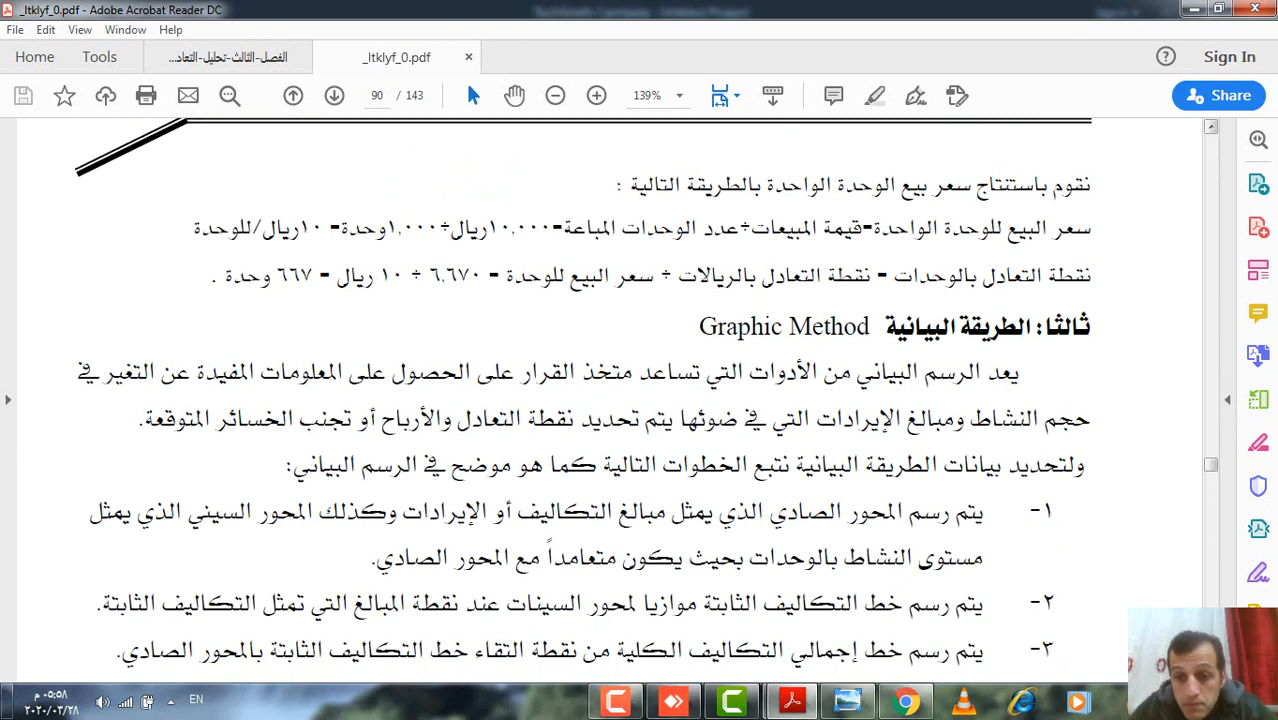 _ltklyf_0.pdf - Adobe Acrobat Reader DC
File Edit View Window Help
Home Tools الفصل-الثالث-تحليل-التعاد... _ltklyf_0.pdf × Sign In
90 / 143 139% Share
نقوم باستنتاج سعر بيع الوحدة الواحدة بالطريقة التالية :
سعر البيع للوحدة الواحدة=قيمة المبيعات÷عدد الوحدات المباعة=١٠,٠٠٠ريال÷١,٠٠٠وحدة= ١٠ريال/للوحدة
نقطة التعادل بالوحدات = نقطة التعادل بالريالات ÷ سعر البيع للوحدة = ٦,٦٧٠ ÷ ١٠ ريال = ٦٦٧ وحدة .
ثالثا: الطريقة البيانية Graphic Method
يعد الرسم البياني من الأدوات التي تساعد متخذ القرار على الحصول على المعلومات المفيدة عن التغير في
حجم النشاط ومبالغ الإيرادات التي في ضوئها يتم تحديد نقطة التعادل والأرباح أو تجنب الخسائر المتوقعة.
ولتحديد بيانات الطريقة البيانية نتبع الخطوات التالية كما هو موضح في الرسم البياني:
١- يتم رسم المحور الصادي الذي يمثل مبالغ التكاليف أو الإيرادات وكذلك المحور السيني الذي يمثل
مستوى النشاط بالوحدات بحيث يكون متعامداً مع المحور الصادي.
٢- يتم رسم خط التكاليف الثابتة موازيا لمحور السينات عند نقطة المبالغ التي تمثل التكاليف الثابتة.
٣- يتم رسم خط إجمالي التكاليف الكلية من نقطة التقاء خط التكاليف الثابتة بالمحور الصادي.
EN
٠٥:٥٨ م
٢٠٢٠/٠٣/٢٨